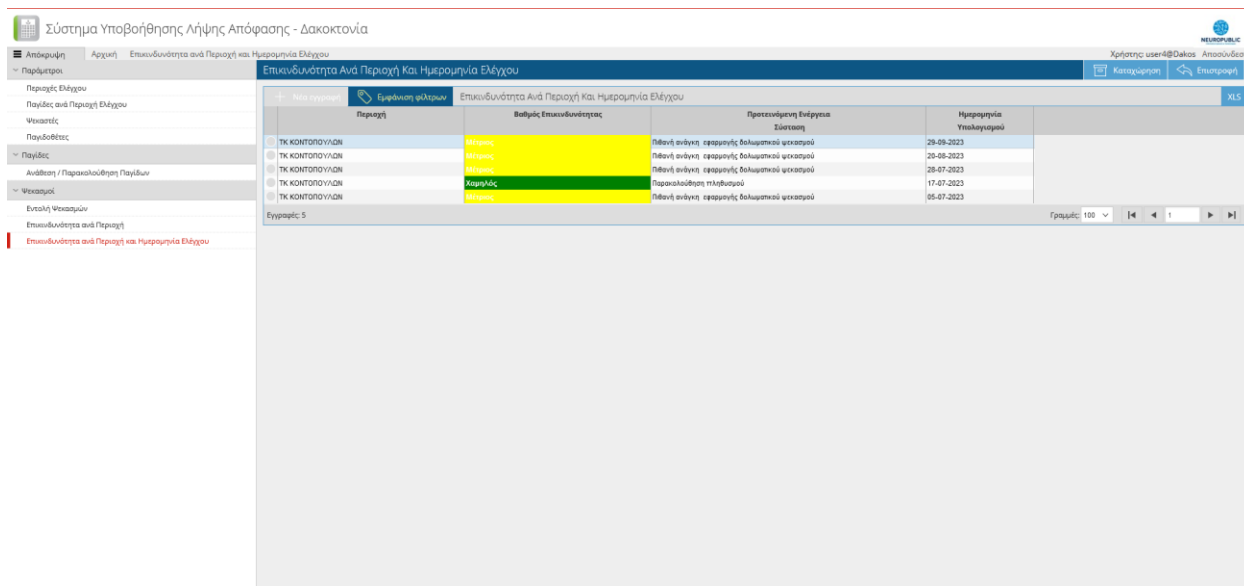 Σύστημα Υποβοήθησης Λήψης Απόφασης - Δακοκτονία
NEUROPUBLIC
Απόκρυψη Αρχική Επικινδυνότητα ανά Περιοχή και Ημερομηνία Ελέγχου Χρήστης: user4@Dakos Αποσύνδεσ
Παράμετροι
Περιοχές Ελέγχου
Παγίδες ανά Περιοχή Ελέγχου
Ψεκαστές
Παγιδοθέτες
Παγίδες
Ανάθεση / Παρακολούθηση Παγίδων
Ψεκασμοί
Εντολή Ψεκασμών
Επικινδυνότητα ανά Περιοχή
Επικινδυνότητα ανά Περιοχή και Ημερομηνία Ελέγχου
Επικινδυνότητα Ανά Περιοχή Και Ημερομηνία Ελέγχου Καταχώρηση Επιστροφή
Νέα εγγραφή Εμφάνιση φίλτρων Επικινδυνότητα Ανά Περιοχή Και Ημερομηνία Ελέγχου XLS
Περιοχή Βαθμός Επικινδυνότητας Προτεινόμενη Ενέργεια Ημερομηνία
Σύσταση Υπολογισμού
ΤΚ ΚΟΝΤΟΠΟΥΛΩΝ Μέτριος Πιθανή ανάγκη εφαρμογής δολωματικού ψεκασμού 29-09-2023
ΤΚ ΚΟΝΤΟΠΟΥΛΩΝ Μέτριος Πιθανή ανάγκη εφαρμογής δολωματικού ψεκασμού 20-08-2023
ΤΚ ΚΟΝΤΟΠΟΥΛΩΝ Μέτριος Πιθανή ανάγκη εφαρμογής δολωματικού ψεκασμού 28-07-2023
ΤΚ ΚΟΝΤΟΠΟΥΛΩΝ Χαμηλός Παρακολούθηση πληθυσμού 17-07-2023
ΤΚ ΚΟΝΤΟΠΟΥΛΩΝ Μέτριος Πιθανή ανάγκη εφαρμογής δολωματικού ψεκασμού 05-07-2023
Εγγραφές: 5 Γραμμές: 100 1